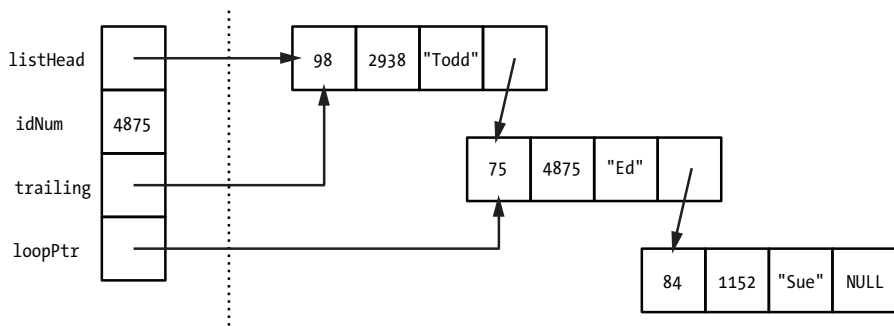 listHead
98 2938 "Todd"
idNum 4875
trailing
75 4875 "Ed"
loopPtr
84 1152 "Sue" NULL